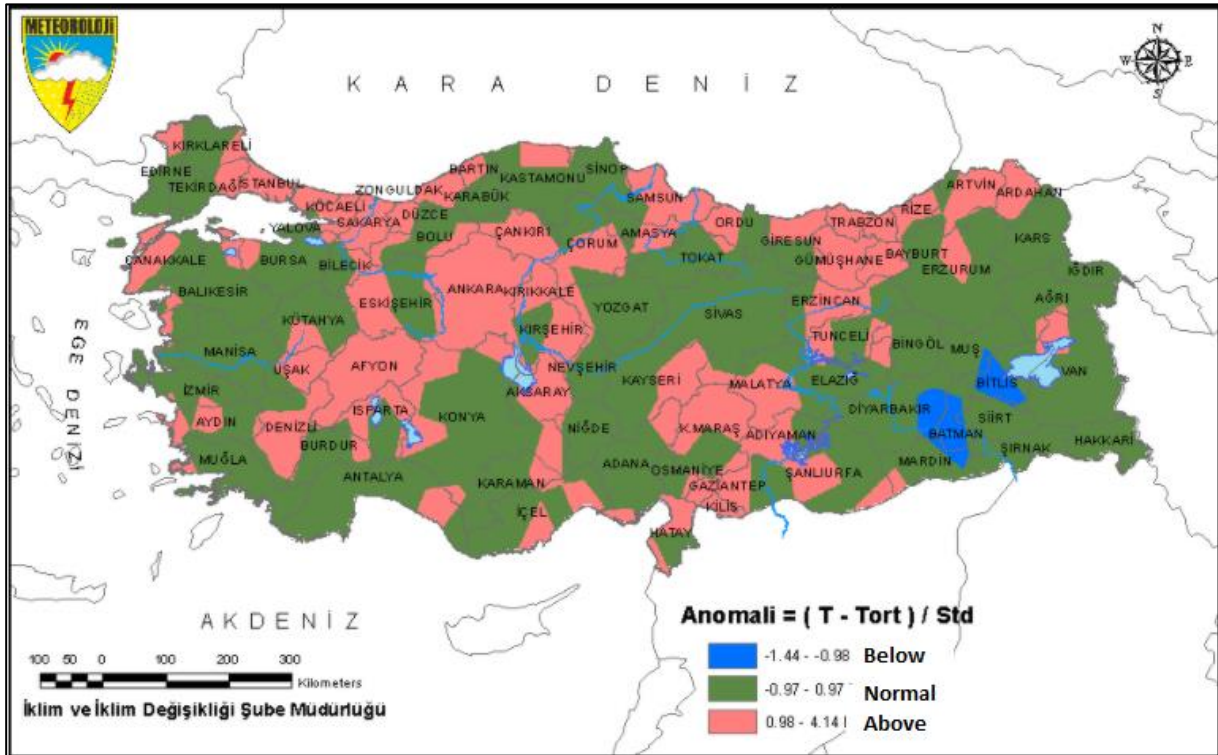 METEOROLOJİ
N
W E
S
KARA DENİZ
KIRKLARELİ
EDİRNE
TEKİRDAĞ
İSTANBUL
KOCAELİ
YALOVA
SAKARYA
ZONGULDAK
DÜZCE
BARTIN
KARABÜK
KASTAMONU
SİNOP
SAMSUN
ORDU
GİRESUN
TRABZON
RİZE
ARTVİN
ARDAHAN
ÇANAKKALE
BURSA
BİLECİK
BOLU
ÇANKIRI
ÇORUM
AMASYA
TOKAT
GÜMÜŞHANE
BAYBURT
ERZURUM
KARS
IĞDIR
BALIKESİR
ESKİŞEHİR
ANKARA
KIRIKKALE
YOZGAT
SİVAS
ERZİNCAN
AĞRI
KÜTAHYA
KIRŞEHİR
TUNCELİ
BİNGÖL
MUŞ
EGE DENİZİ
MANİSA
UŞAK
AFYON
AKSARAY
NEVŞEHİR
KAYSERİ
MALATYA
ELAZIĞ
BİTLİS
VAN
İZMİR
AYDIN
DENİZLİ
ISPARTA
BURDUR
KONYA
NİĞDE
K.MARAŞ
ADIYAMAN
DİYARBAKIR
BATMAN
SİİRT
ŞIRNAK
HAKKARİ
MUĞLA
ANTALYA
KARAMAN
İÇEL
ADANA
OSMANİYE
GAZİANTEP
KİLİS
ŞANLIURFA
MARDİN
HATAY
AKDENİZ
Anomali = ( T - Tort ) / Std
-1.44 - -0.98 Below
-0.97 - 0.97 Normal
0.98 - 4.14 Above
100 50 0 100 200 300
Kilometers
İklim ve İklim Değişikliği Şube Müdürlüğü